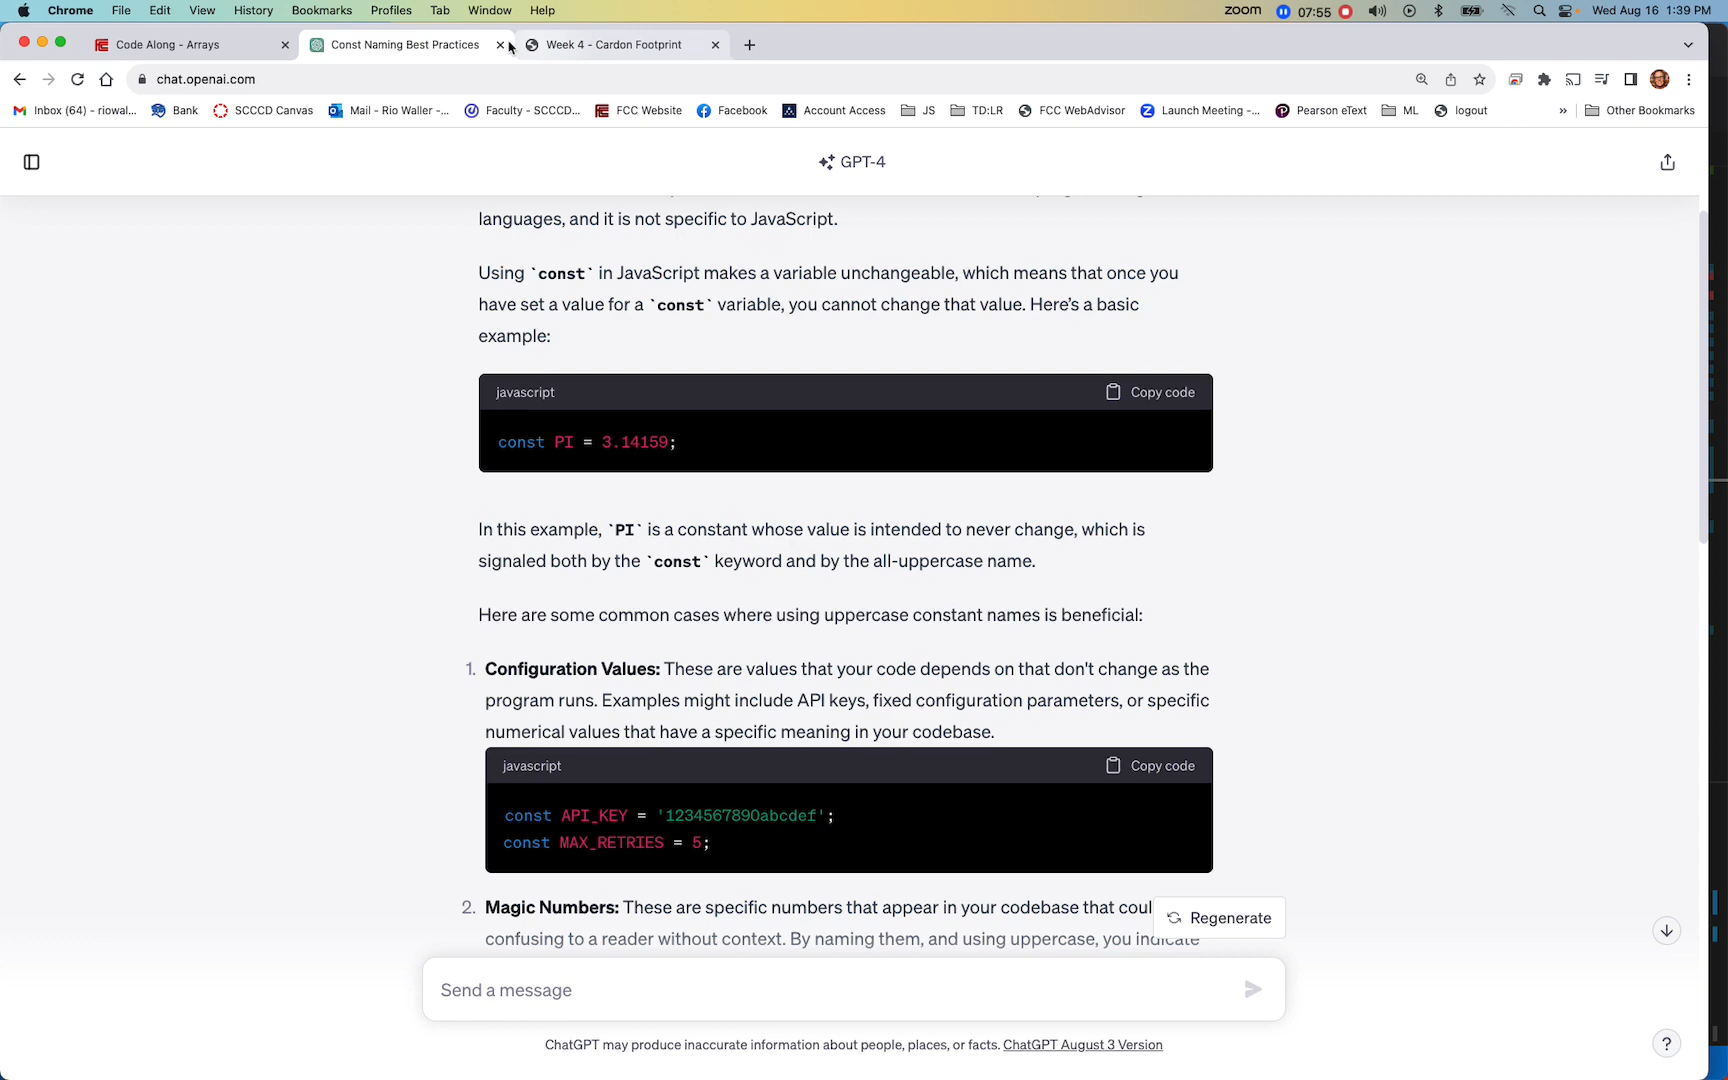 Chrome File Edit View History Bookmarks Profiles Tab Window Help zoom 07:55 Wed Aug 16 1:39 PM
Code Along - Arrays Const Naming Best Practices Week 4 - Cardon Footprint
chat.openai.com
Inbox (64) - riowal... Bank SCCCD Canvas Mail - Rio Waller -... Faculty - SCCCD... FCC Website Facebook Account Access JS TD:LR FCC WebAdvisor Launch Meeting -... Pearson eText ML logout » Other Bookmarks
GPT-4
languages, and it is not specific to JavaScript.
Using `const` in JavaScript makes a variable unchangeable, which means that once you
have set a value for a `const` variable, you cannot change that value. Here’s a basic
example:
javascript Copy code
const PI = 3.14159;
In this example, `PI` is a constant whose value is intended to never change, which is
signaled both by the `const` keyword and by the all-uppercase name.
Here are some common cases where using uppercase constant names is beneficial:
1. Configuration Values: These are values that your code depends on that don't change as the
program runs. Examples might include API keys, fixed configuration parameters, or specific
numerical values that have a specific meaning in your codebase.
javascript Copy code
const API_KEY = '1234567890abcdef';
const MAX_RETRIES = 5;
2. Magic Numbers: These are specific numbers that appear in your codebase that coul
Regenerate
confusing to a reader without context. By naming them, and using uppercase, you indicate
Send a message
ChatGPT may produce inaccurate information about people, places, or facts. ChatGPT August 3 Version
?